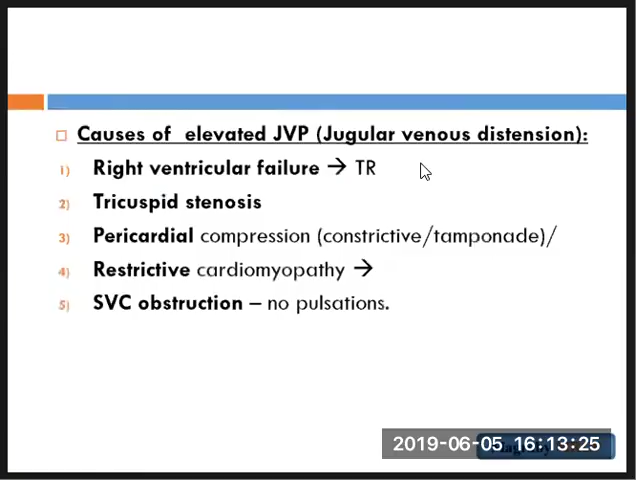 Causes of elevated JVP (Jugular venous distension):
1) Right ventricular failure → TR
2) Tricuspid stenosis
3) Pericardial compression (constrictive/tamponade)/
4) Restrictive cardiomyopathy →
5) SVC obstruction – no pulsations.
2019-06-05 16:13:25